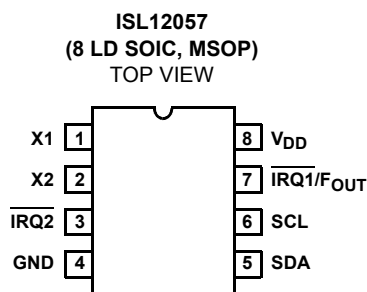 ISL12057
(8 LD SOIC, MSOP)
TOP VIEW
X1 1 8 VDD
X2 2 7 IRQ1/FOUT
IRQ2 3 6 SCL
GND 4 5 SDA